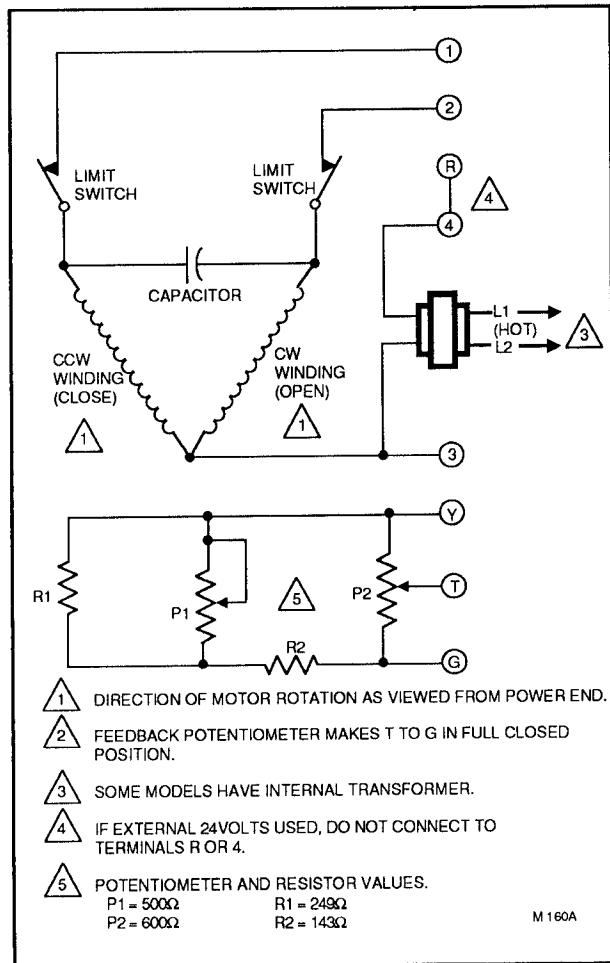 1
2
LIMIT
SWITCH
LIMIT
SWITCH
R
4
4
CAPACITOR
L1
(HOT)
L2
3
CCW
WINDING
(CLOSE)
CW
WINDING
(OPEN)
1
1
3
Y
R1
P1
5
P2
T
R2
G
1 DIRECTION OF MOTOR ROTATION AS VIEWED FROM POWER END.
2 FEEDBACK POTENTIOMETER MAKES T TO G IN FULL CLOSED
POSITION.
3 SOME MODELS HAVE INTERNAL TRANSFORMER.
4 IF EXTERNAL 24VOLTS USED, DO NOT CONNECT TO
TERMINALS R OR 4.
5 POTENTIOMETER AND RESISTOR VALUES.
P1 = 500Ω R1 = 249Ω
P2 = 600Ω R2 = 143Ω
M 160A